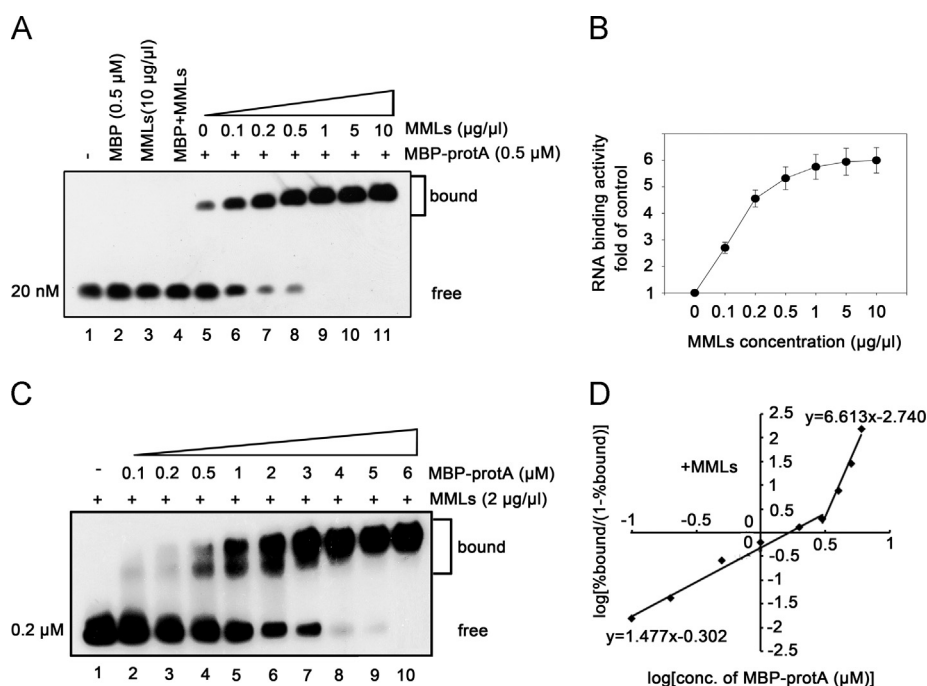 A
MBP (0.5 µM)
MMLs(10 µg/µl)
MBP+MMLs
0 0.1 0.2 0.5 1 5 10 MMLs (µg/µl)
- + + + + + + + MBP-protA (0.5 µM)
bound
20 nM
free
1 2 3 4 5 6 7 8 9 10 11
B
RNA binding activity
fold of control
6
5
4
3
2
1
0 0.1 0.2 0.5 1 5 10
MMLs concentration (µg/µl)
C
- 0.1 0.2 0.5 1 2 3 4 5 6 MBP-protA (µM)
+ + + + + + + + + + MMLs (2 µg/µl)
bound
0.2 µM
free
1 2 3 4 5 6 7 8 9 10
D
log[%bound/(1-%bound)]
2.5
y=6.613x-2.740
2
1.5
+MMLs
1
0.5
-1 -0.5 0 0 0.5 1
-0.5
-1
-1.5
-2
-2.5
y=1.477x-0.302
log[conc. of MBP-protA (µM)]